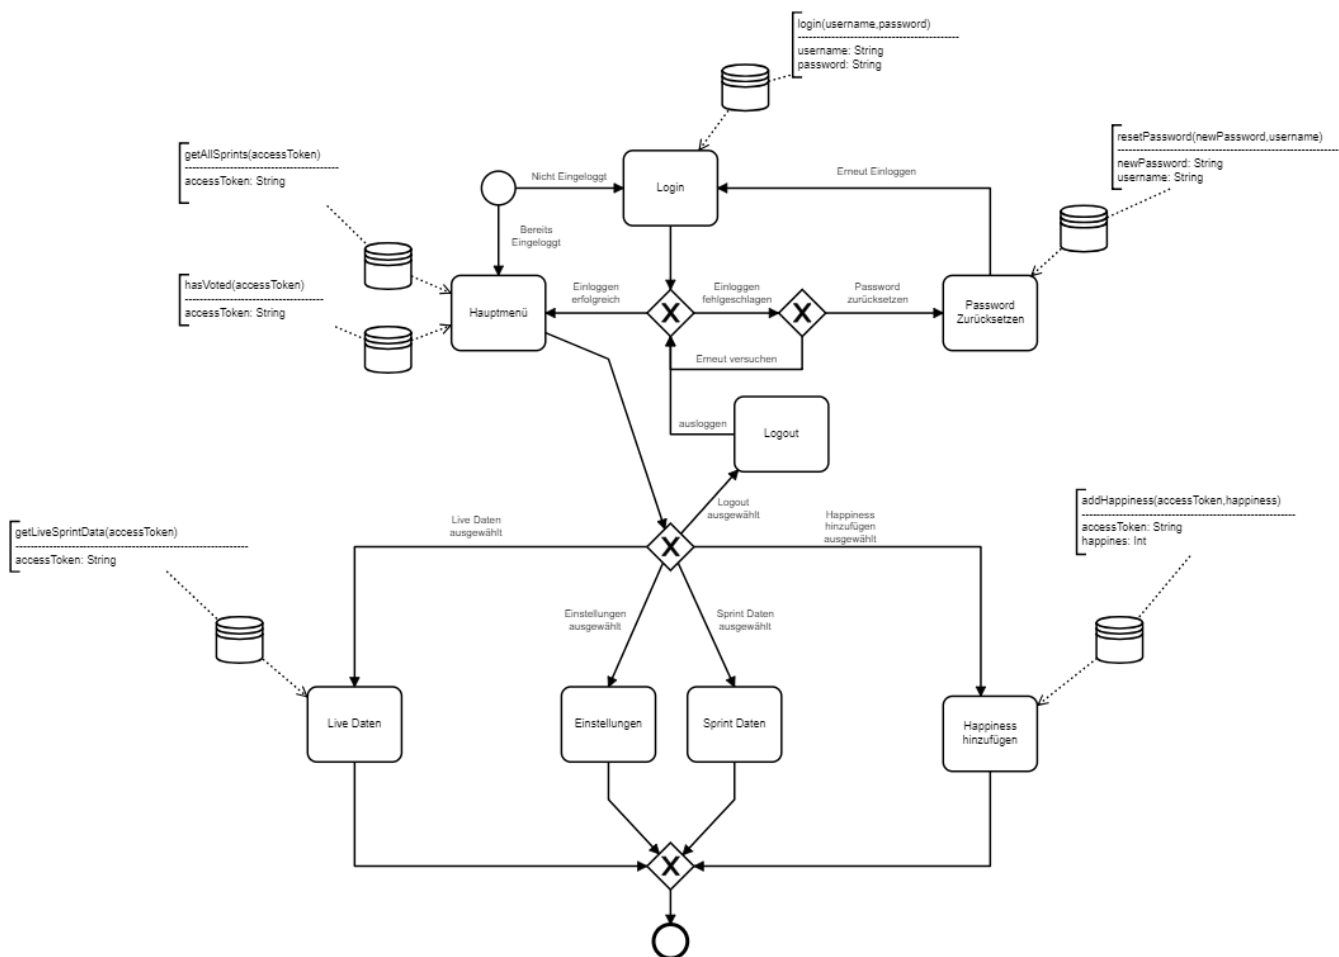 login(username,password)
username: String
password: String
resetPassword(newPassword,username)
newPassword: String
username: String
getAllSprints(accessToken)
accessToken: String
Nicht Eingeloggt
Login
Erneut Einloggen
Bereits
Eingeloggt
hasVoted(accessToken)
accessToken: String
Hauptmenü
Einloggen
erfolgreich
Einloggen
fehlgeschlagen
Password
zurücksetzen
Password
Zurücksetzen
Erneut versuchen
ausloggen
Logout
Logout
ausgewählt
Live Daten
ausgewählt
Happiness
hinzufügen
ausgewählt
addHappiness(accessToken,happiness)
accessToken: String
happines: Int
getLiveSprintData(accessToken)
accessToken: String
Einstellungen
ausgewählt
Sprint Daten
ausgewählt
Live Daten
Einstellungen
Sprint Daten
Happiness
hinzufügen